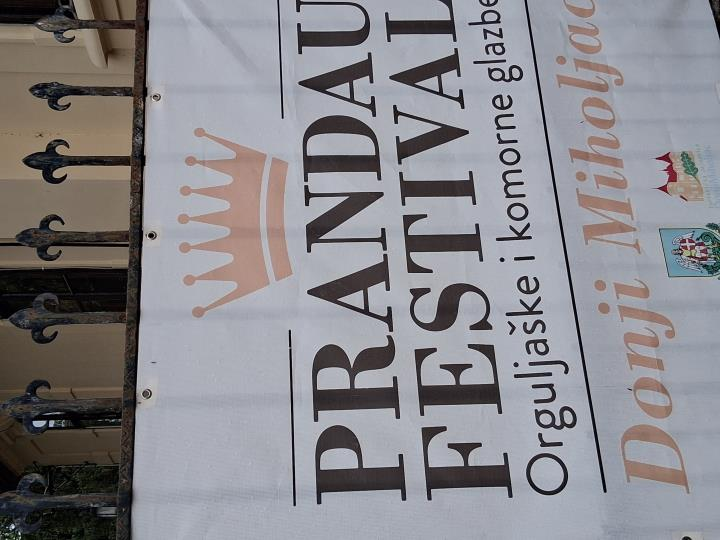 PRANDAU
FESTIVAL
Orguljaške i komorne glazbe
Donji Miholjac